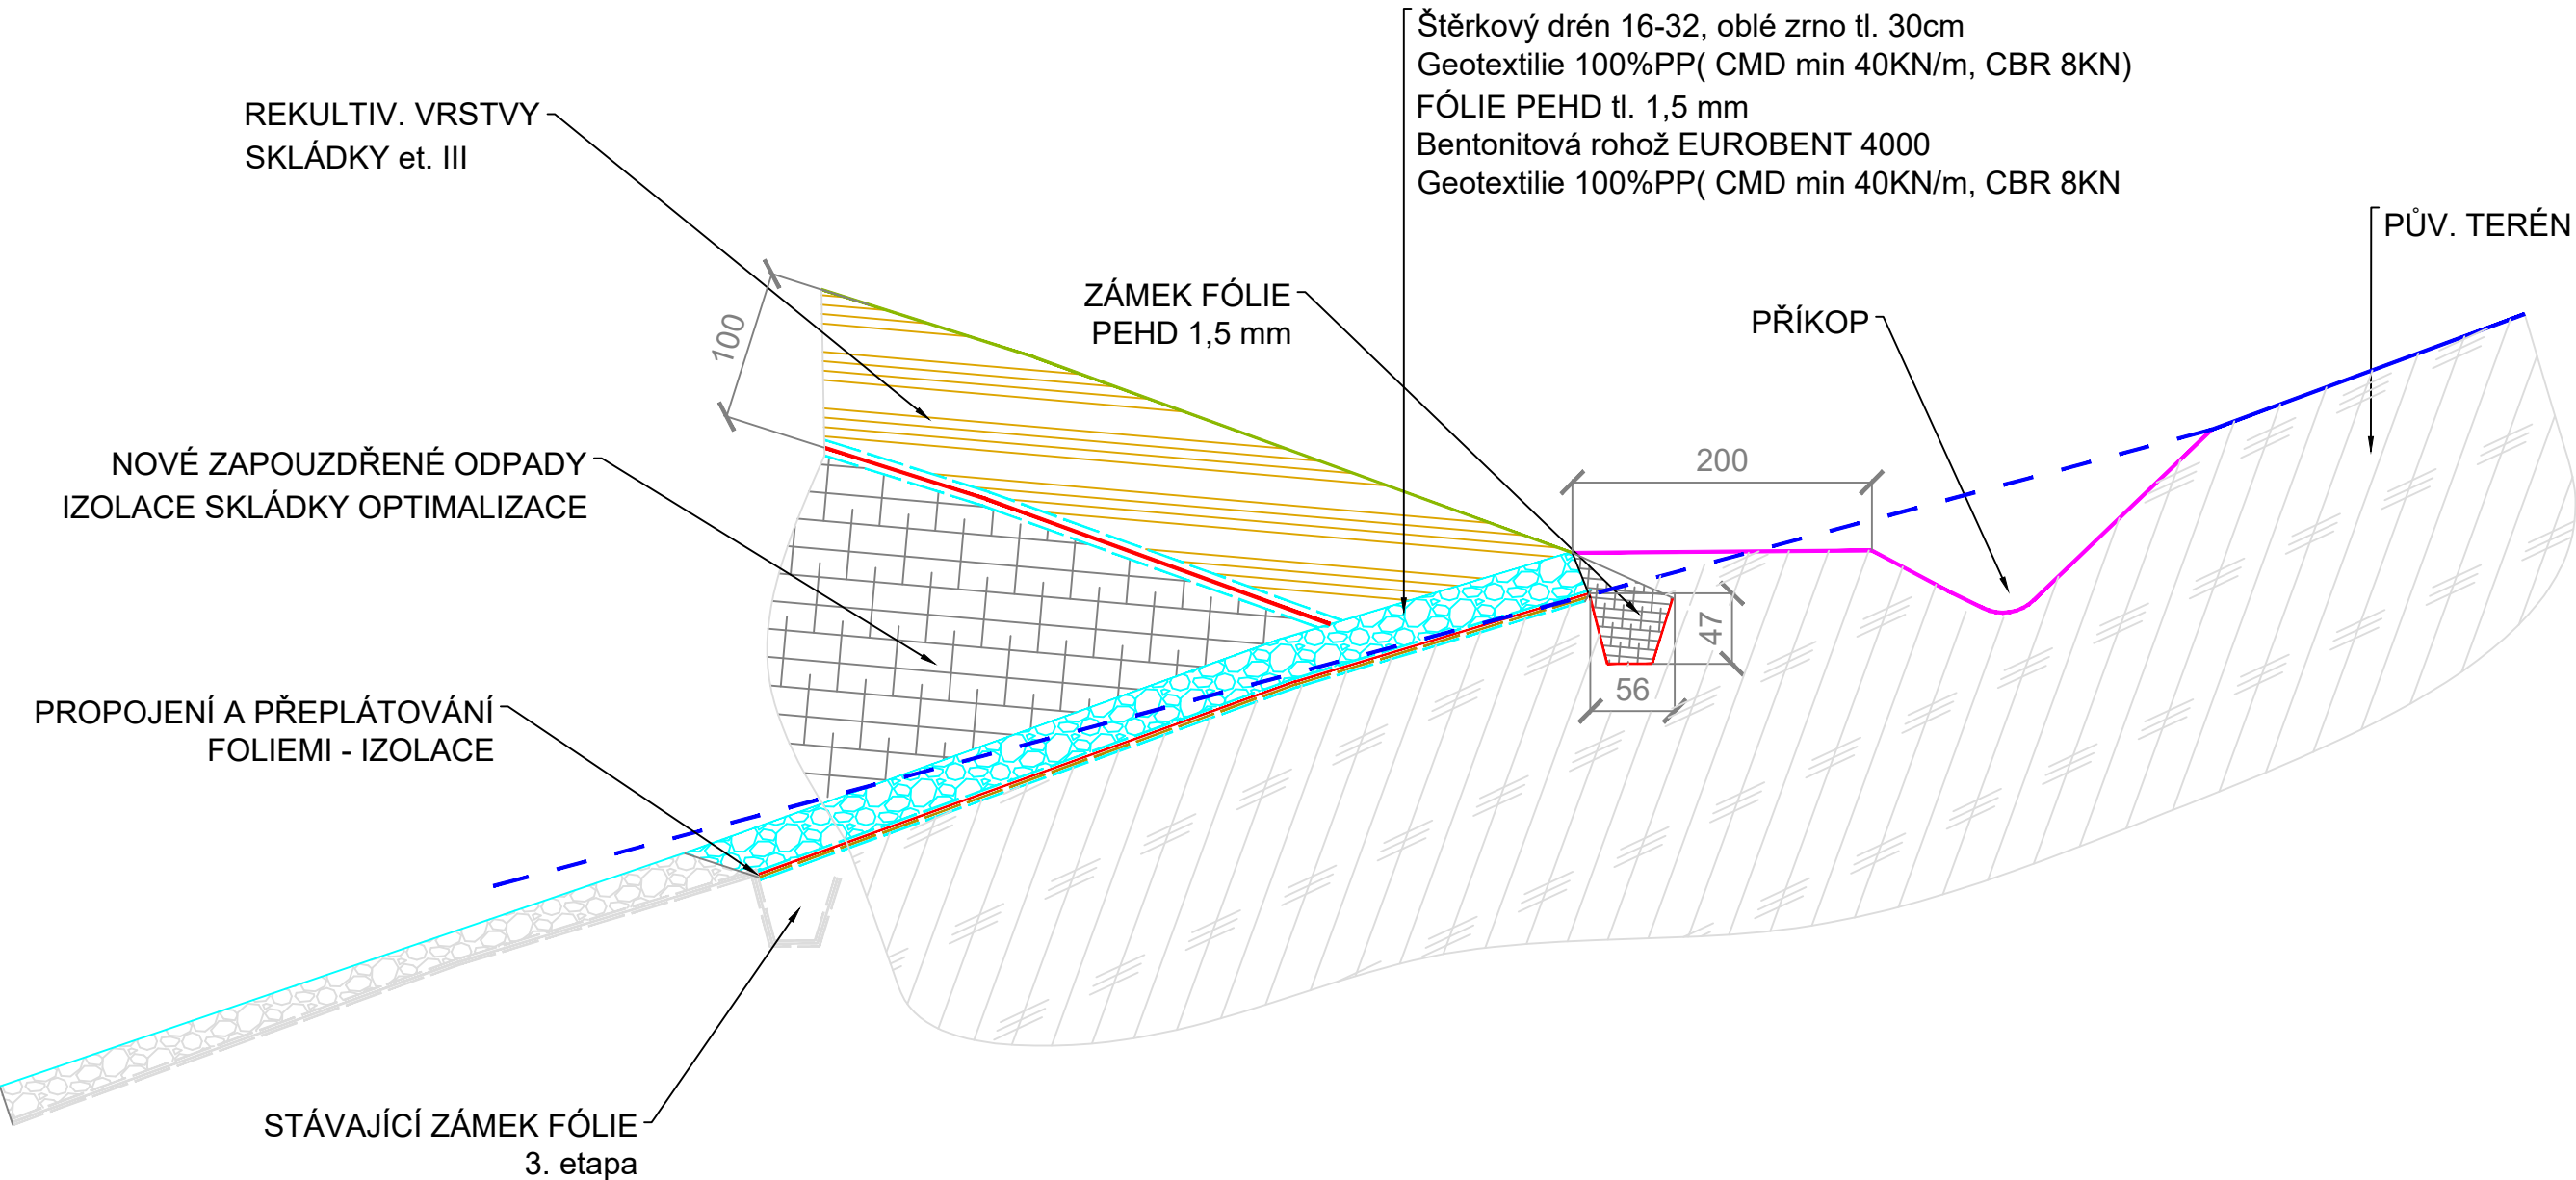 Štěrkový drén 16-32, oblé zrno tl. 30cm
Geotextilie 100%PP( CMD min 40KN/m, CBR 8KN)
FÓLIE PEHD tl. 1,5 mm
Bentonitová rohož EUROBENT 4000
Geotextilie 100%PP( CMD min 40KN/m, CBR 8KN
REKULTIV. VRSTVY
SKLÁDKY et. III
PŮV. TERÉN
ZÁMEK FÓLIE
PEHD 1,5 mm
PŘÍKOP
100
200
NOVÉ ZAPOUZDŘENÉ ODPADY
IZOLACE SKLÁDKY OPTIMALIZACE
47
56
PROPOJENÍ A PŘEPLÁTOVÁNÍ
FOLIEMI - IZOLACE
STÁVAJÍCÍ ZÁMEK FÓLIE
3. etapa